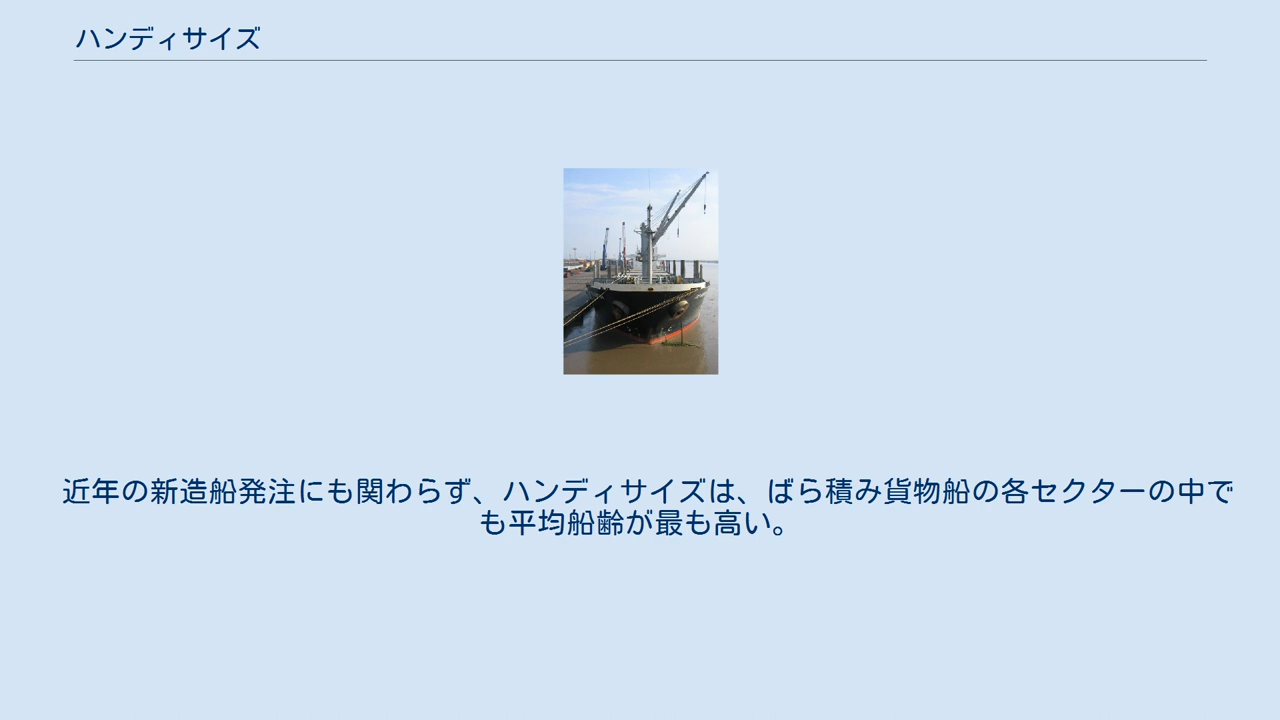 ハンディサイズ
近年の新造船発注にも関わらず、ハンディサイズは、ばら積み貨物船の各セクターの中で
も平均船齢が最も高い。